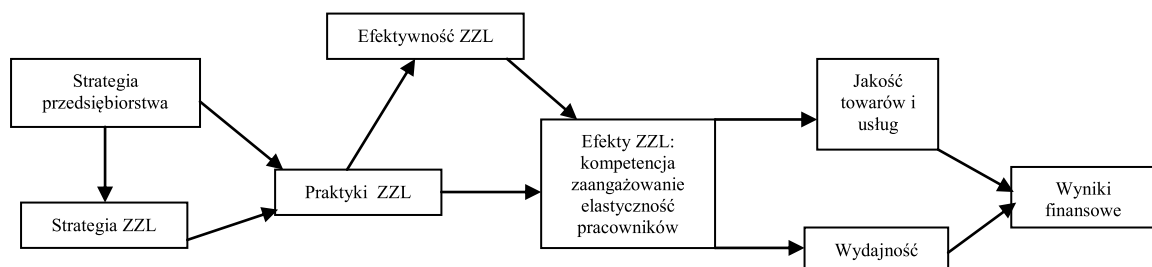 Strategia
przedsiębiorstwa
Strategia ZZL
Praktyki ZZL
Efektywność ZZL
Efekty ZZL:
kompetencja
zaangażowanie
elastyczność
pracowników
Jakość
towarów i
usług
Wydajność
Wyniki
finansowe